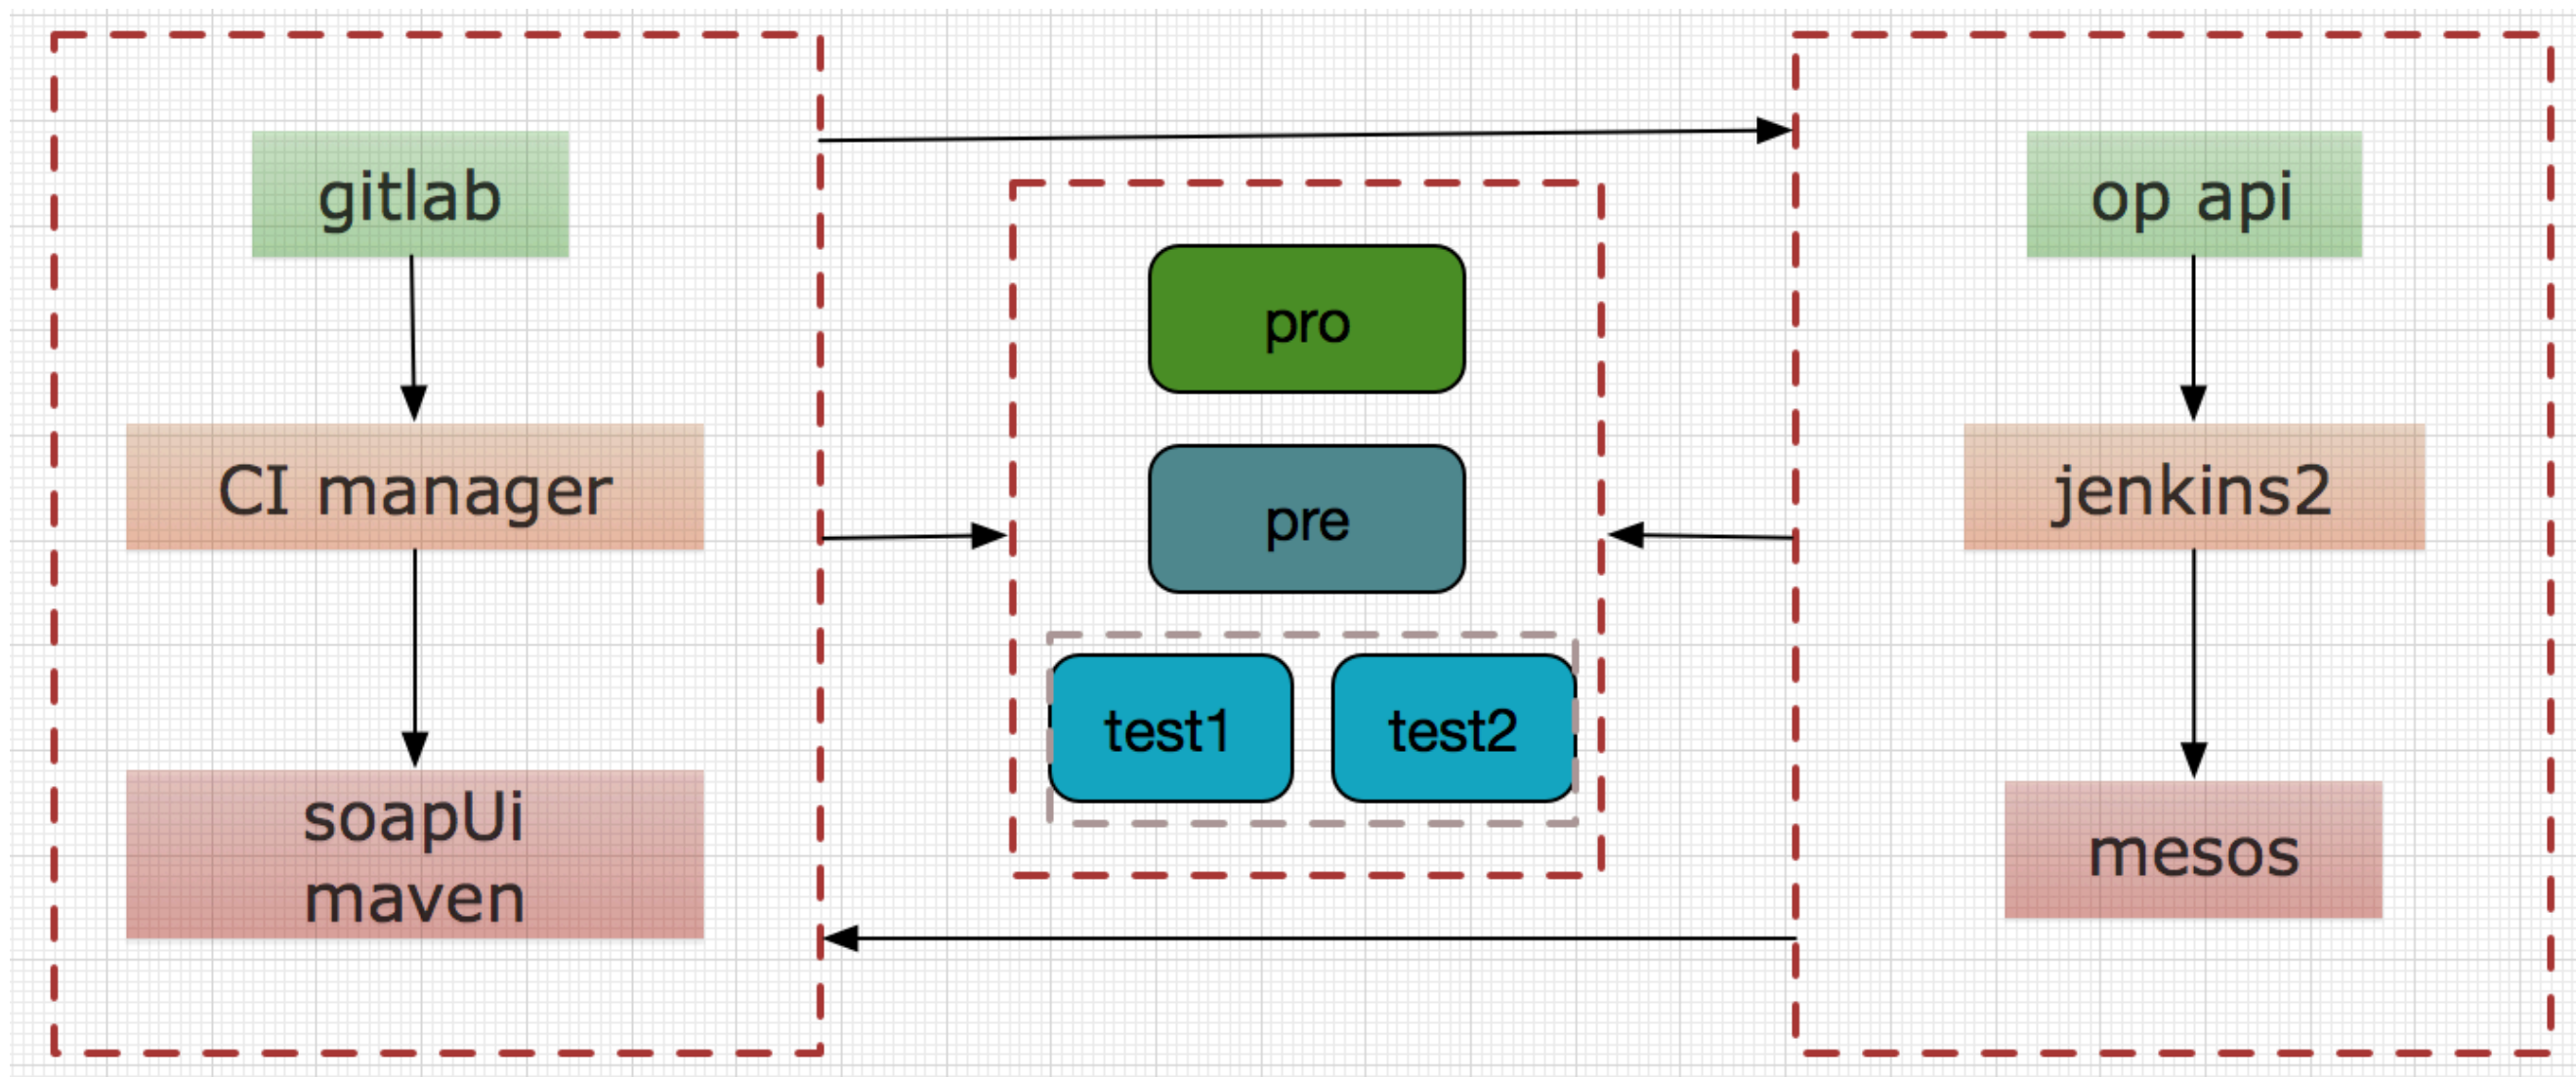 gitlab
CI manager
soapUi
maven
pro
pre
test1
test2
op api
jenkins2
mesos